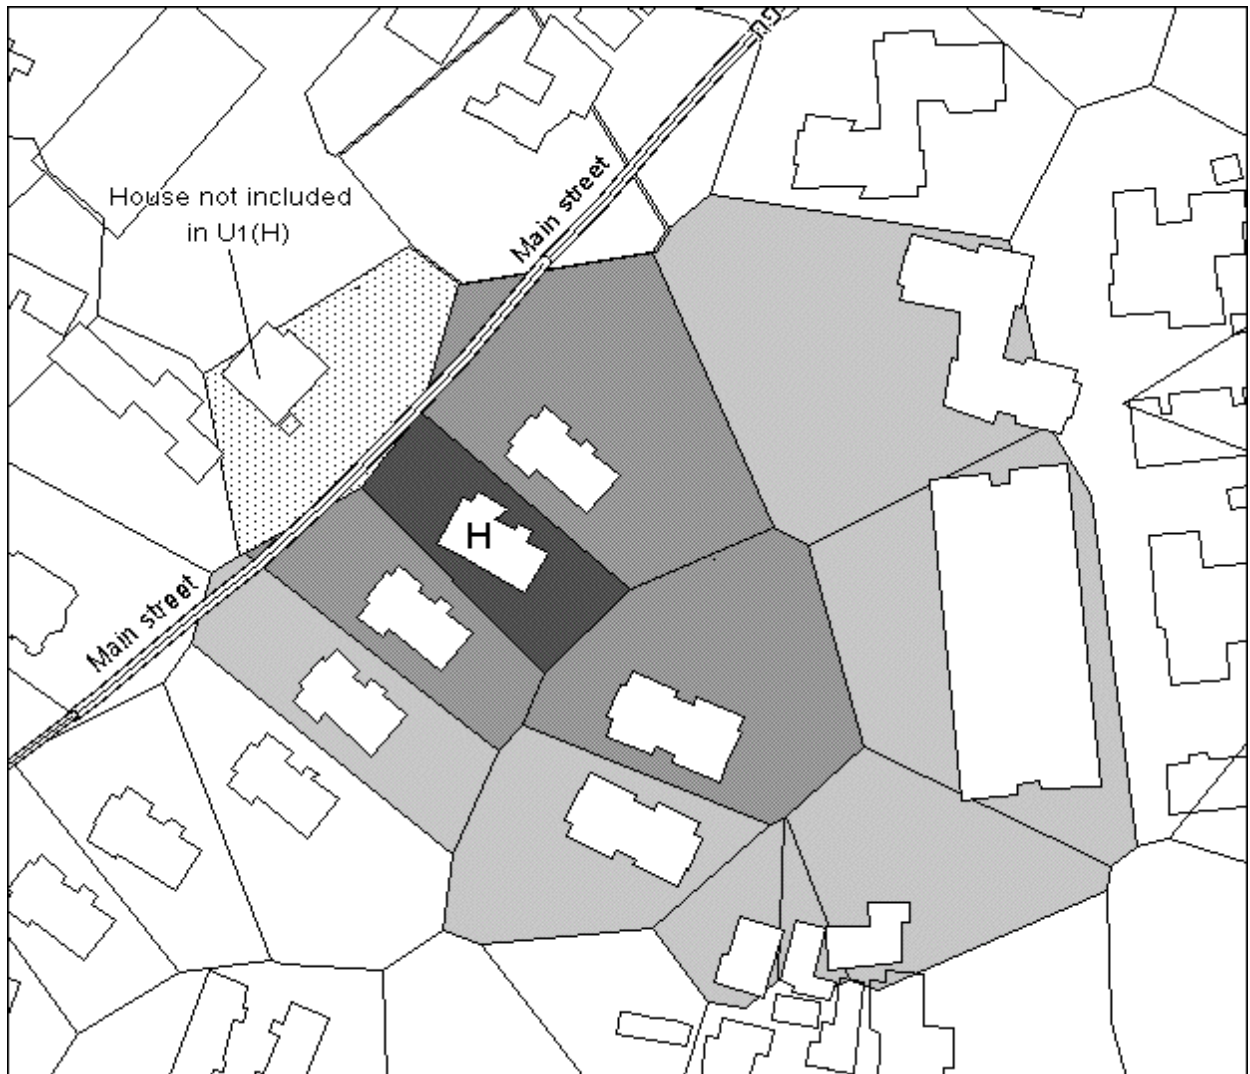 House not included
in U1(H)
Main street
H
Main street